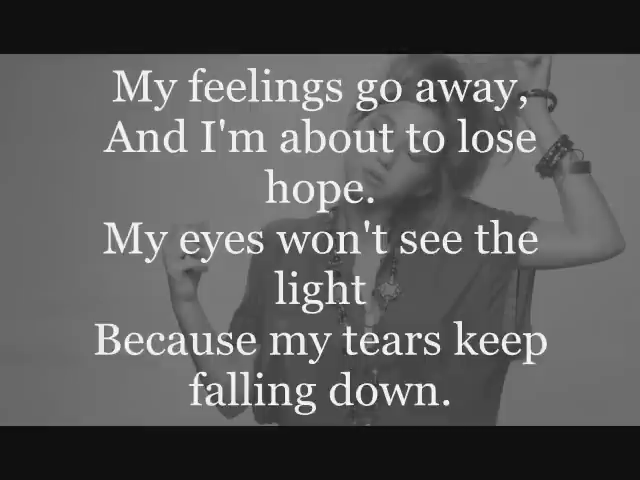 My feelings go away,
And I'm about to lose
hope.
My eyes won't see the
light
Because my tears keep
falling down.